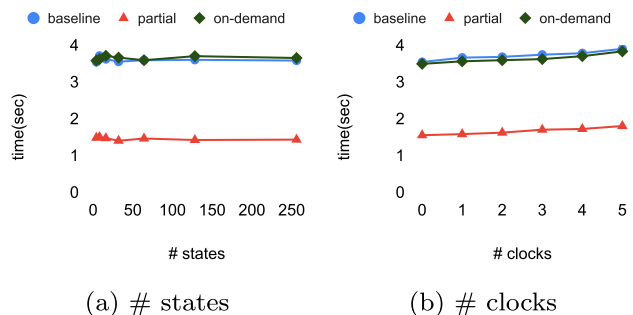 baseline partial on-demand
4
3
2
1
0
time(sec)
0 50 100 150 200 250
# states
(a) # states
baseline partial on-demand
4
3
2
1
0
time(sec)
0 1 2 3 4 5
# clocks
(b) # clocks